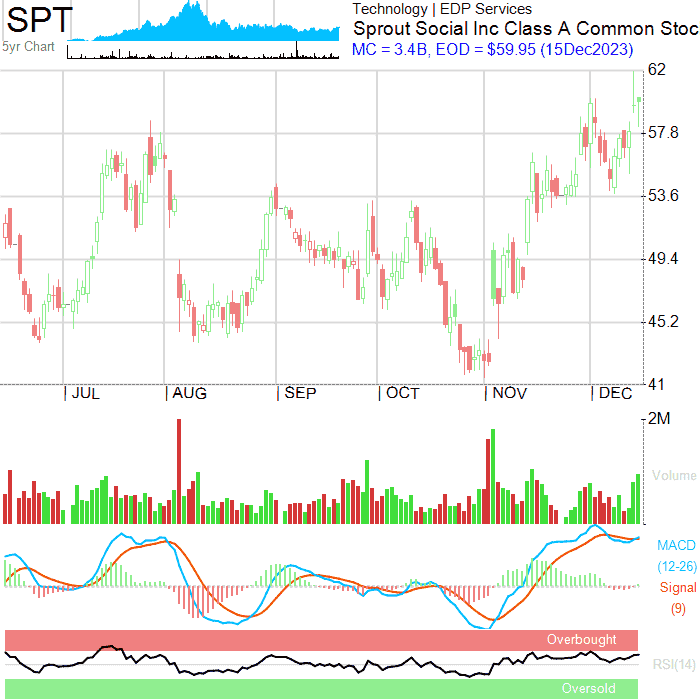 SPT
5yr Chart
Technology | EDP Services
Sprout Social Inc Class A Common Stoc
MC = 3.4B, EOD = $59.95 (15Dec2023)
62
57.8
53.6
49.4
45.2
41
| JUL | AUG | SEP | OCT | NOV | DEC
2M
Volume
MACD
(12-26)
Signal
(9)
Overbought
RSI(14)
Oversold